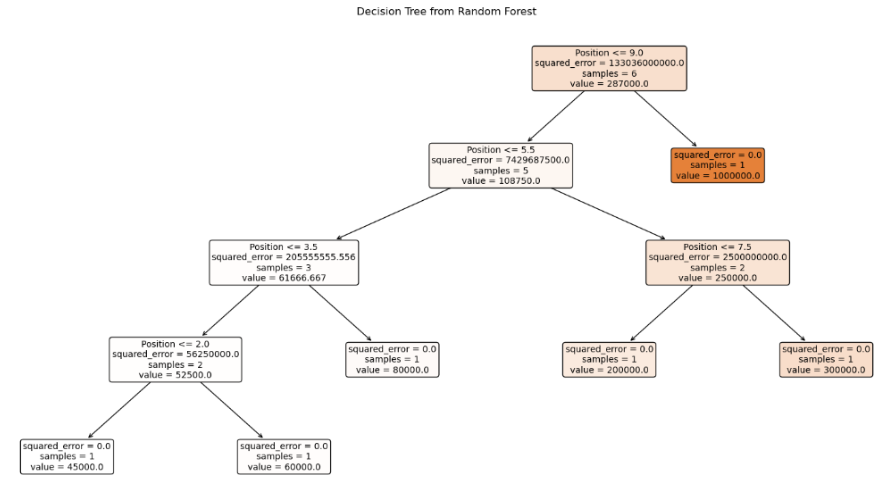 Decision Tree from Random Forest
Position <= 9.0
squared_error = 133036000000.0
samples = 6
value = 287000.0
Position <= 5.5
squared_error = 7429687500.0
samples = 5
value = 108750.0
squared_error = 0.0
samples = 1
value = 1000000.0
Position <= 3.5
squared_error = 205555555.556
samples = 3
value = 61666.667
Position <= 7.5
squared_error = 2500000000.0
samples = 2
value = 250000.0
Position <= 2.0
squared_error = 56250000.0
samples = 2
value = 52500.0
squared_error = 0.0
samples = 1
value = 80000.0
squared_error = 0.0
samples = 1
value = 200000.0
squared_error = 0.0
samples = 1
value = 300000.0
squared_error = 0.0
samples = 1
value = 45000.0
squared_error = 0.0
samples = 1
value = 60000.0